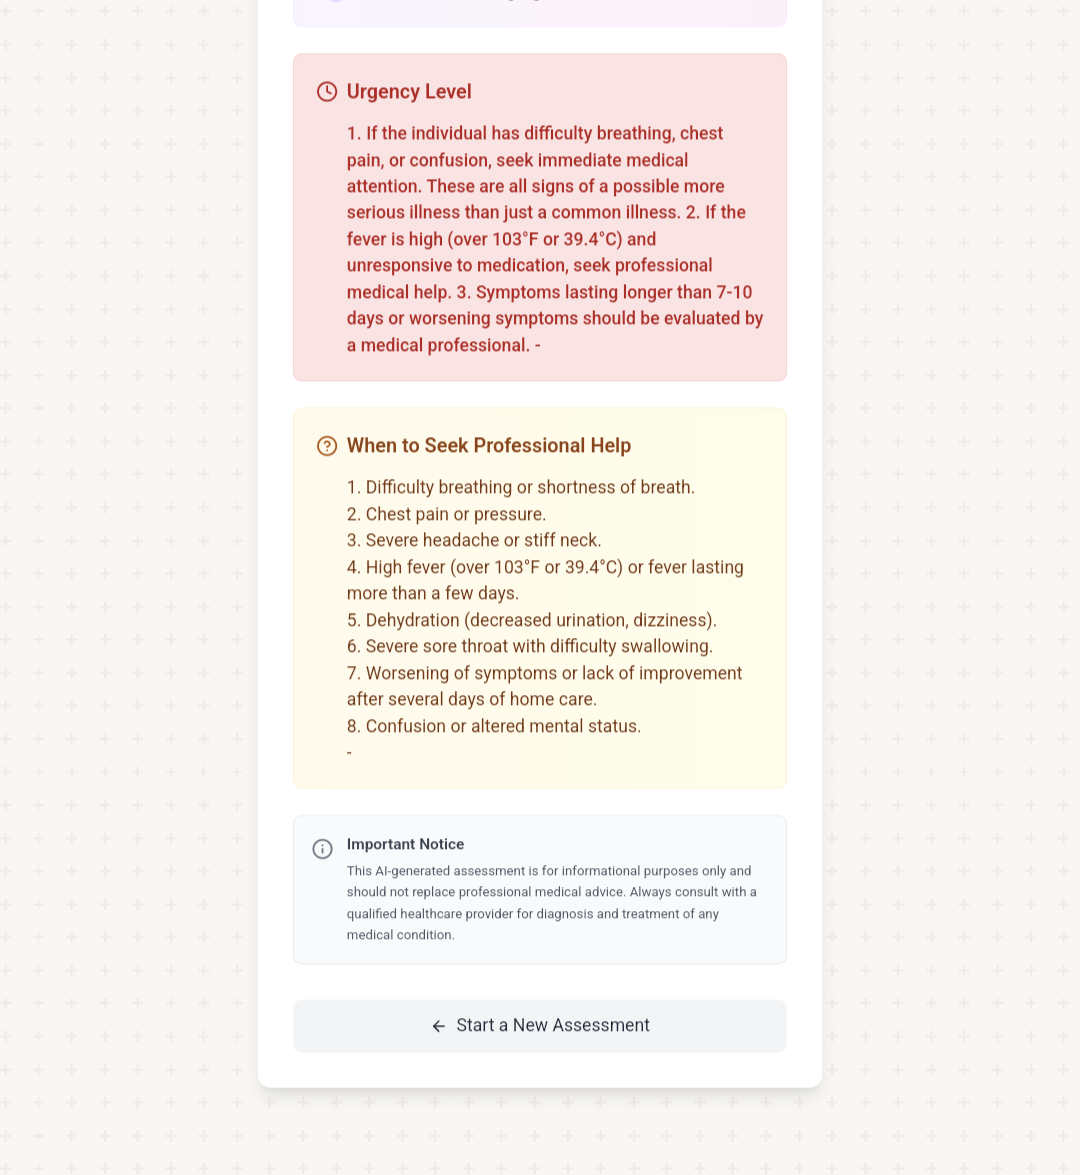 Urgency Level
1. If the individual has difficulty breathing, chest
pain, or confusion, seek immediate medical
attention. These are all signs of a possible more
serious illness than just a common illness. 2. If the
fever is high (over 103°F or 39.4°C) and
unresponsive to medication, seek professional
medical help. 3. Symptoms lasting longer than 7-10
days or worsening symptoms should be evaluated by
a medical professional. -
When to Seek Professional Help
1. Difficulty breathing or shortness of breath.
2. Chest pain or pressure.
3. Severe headache or stiff neck.
4. High fever (over 103°F or 39.4°C) or fever lasting
more than a few days.
5. Dehydration (decreased urination, dizziness).
6. Severe sore throat with difficulty swallowing.
7. Worsening of symptoms or lack of improvement
after several days of home care.
8. Confusion or altered mental status.
-
Important Notice
This AI-generated assessment is for informational purposes only and
should not replace professional medical advice. Always consult with a
qualified healthcare provider for diagnosis and treatment of any
medical condition.
← Start a New Assessment